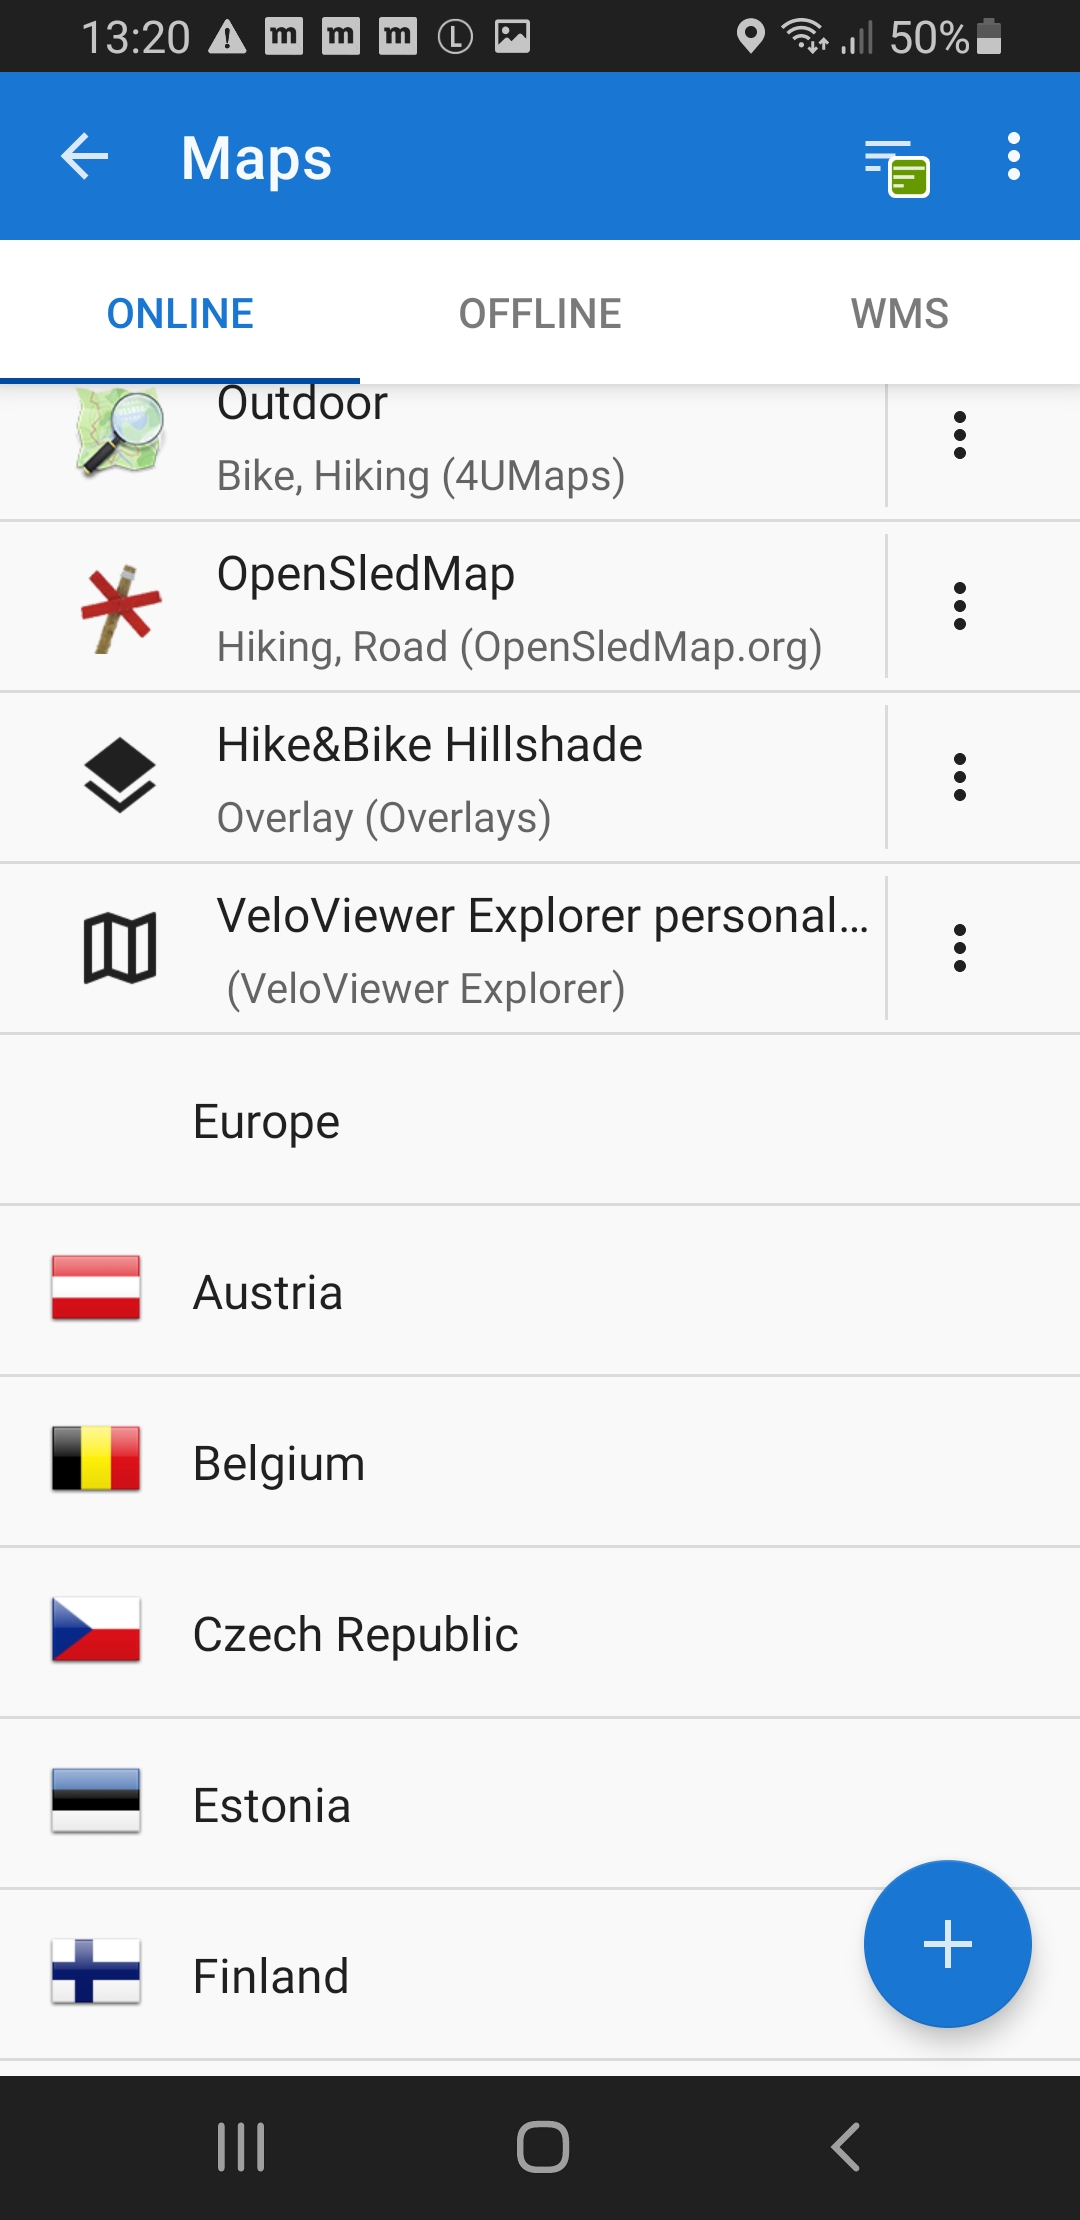 13:20 m m m L 50%
Maps
ONLINE OFFLINE WMS
Outdoor
Bike, Hiking (4UMaps)
OpenSledMap
Hiking, Road (OpenSledMap.org)
Hike&Bike Hillshade
Overlay (Overlays)
VeloViewer Explorer personal...
(VeloViewer Explorer)
Europe
Austria
Belgium
Czech Republic
Estonia
Finland